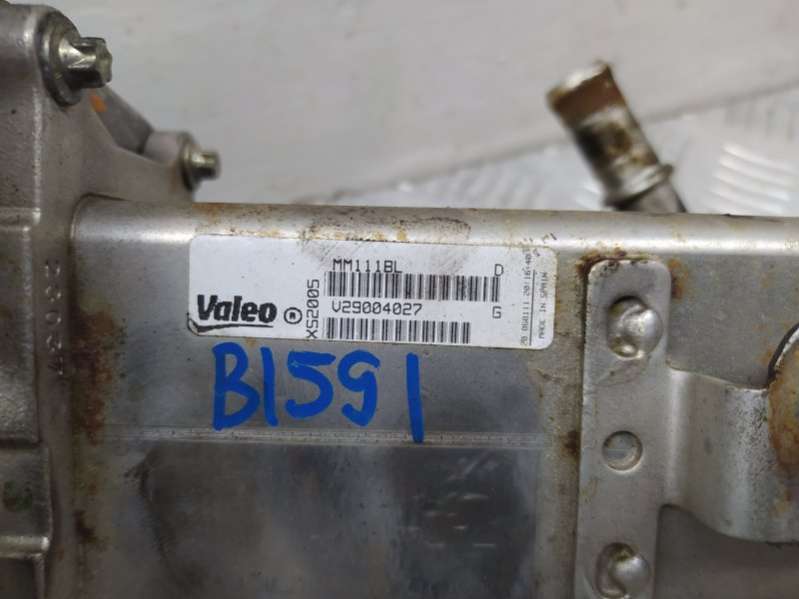 MM111BL D
Valeo ® XS2005
V29004027 G
MADE IN SPAIN
B1591